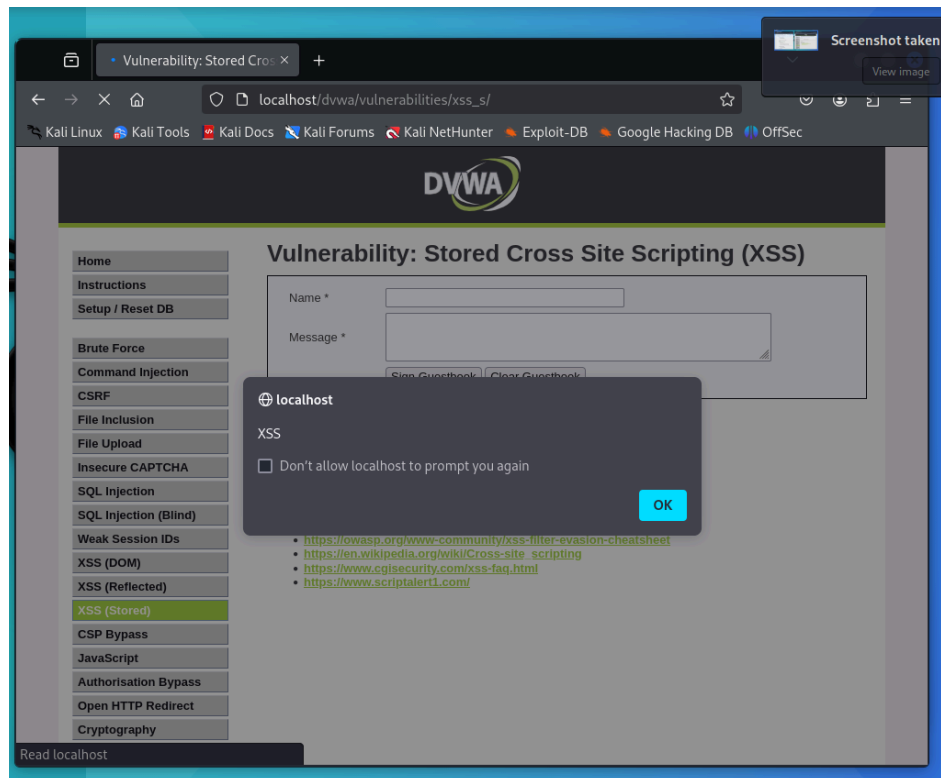 Screenshot taken
View image
Vulnerability: Stored Cros
localhost/dvwa/vulnerabilities/xss_s/
Kali Linux Kali Tools Kali Docs Kali Forums Kali NetHunter Exploit-DB Google Hacking DB OffSec
DVWA
Vulnerability: Stored Cross Site Scripting (XSS)
Home
Instructions
Setup / Reset DB
Brute Force
Command Injection
CSRF
File Inclusion
File Upload
Insecure CAPTCHA
SQL Injection
SQL Injection (Blind)
Weak Session IDs
XSS (DOM)
XSS (Reflected)
XSS (Stored)
CSP Bypass
JavaScript
Authorisation Bypass
Open HTTP Redirect
Cryptography
Name *
Message *
Sign Guestbook Clear Guestbook
localhost
XSS
Don't allow localhost to prompt you again
OK
https://owasp.org/www-community/xss-filter-evasion-cheatsheet
https://en.wikipedia.org/wiki/Cross-site_scripting
https://www.cgisecurity.com/xss-faq.html
https://www.scriptalert1.com/
Read localhost